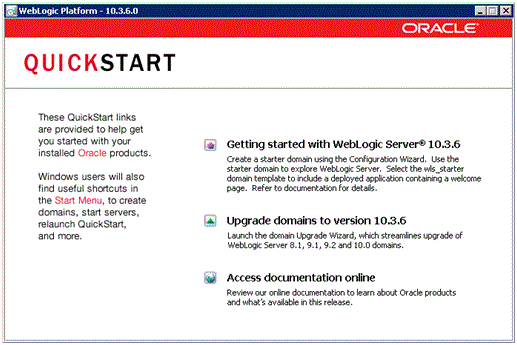 WebLogic Platform - 10.3.6.0
ORACLE
QUICKSTART
These QuickStart links
are provided to help get
you started with your
installed Oracle products.
Windows users will also
find useful shortcuts in
the Start Menu, to create
domains, start servers,
relaunch QuickStart,
and more.
Getting started with WebLogic Server® 10.3.6
Create a starter domain using the Configuration Wizard. Use the
starter domain to explore WebLogic Server. Select the wls_starter
domain template to include a deployed application containing a welcome
page. Refer to documentation for details.
Upgrade domains to version 10.3.6
Launch the domain Upgrade Wizard, which streamlines upgrade of
WebLogic Server 8.1, 9.1, 9.2 and 10.0 domains.
Access documentation online
Review our online documentation to learn about Oracle products
and what's available in this release.